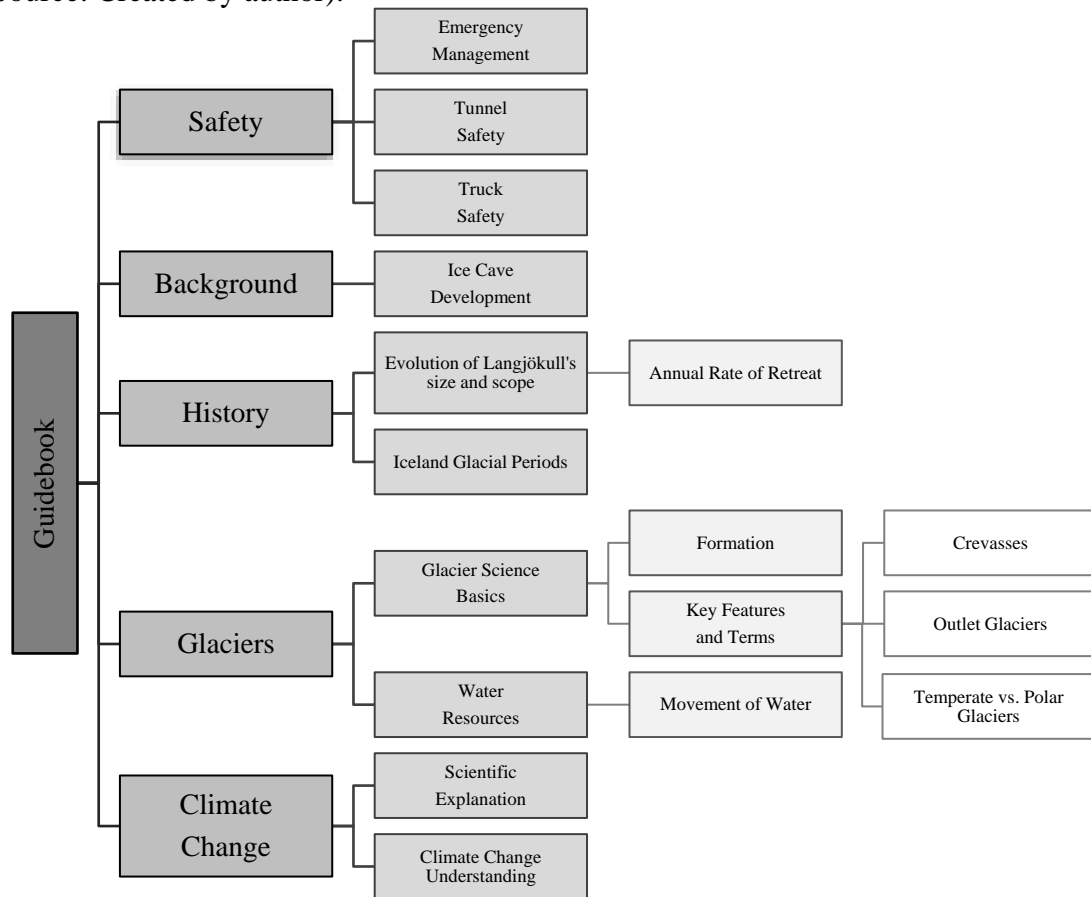 Source: Created by author).
Guidebook
Safety
Emergency
Management
Tunnel
Safety
Truck
Safety
Background
Ice Cave
Development
History
Evolution of Langjökull's
size and scope
Annual Rate of Retreat
Iceland Glacial Periods
Glaciers
Glacier Science
Basics
Formation
Key Features
and Terms
Crevasses
Outlet Glaciers
Temperate vs. Polar
Glaciers
Water
Resources
Movement of Water
Climate
Change
Scientific
Explanation
Climate Change
Understanding